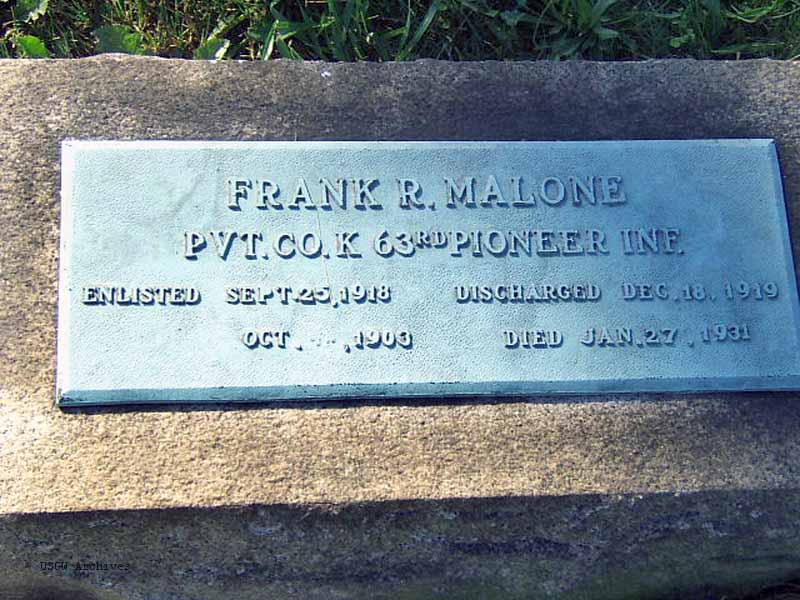 FRANK R. MALONE
PVT. CO. K 63RD PIONEER INF.
ENLISTED SEPT. 25, 1918 DISCHARGED DEC. 18, 1919
OCT. , 1903 DIED JAN. 27, 1931
USGW Archives